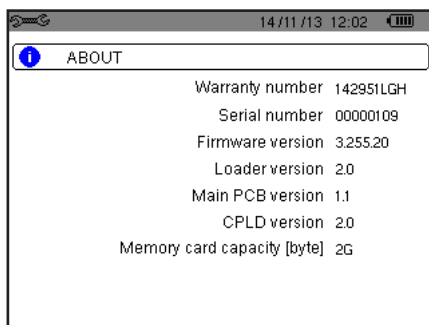 14/11/13 12:02
ABOUT
Warranty number 142951LGH
Serial number 00000109
Firmware version 3.255.20
Loader version 2.0
Main PCB version 1.1
CPLD version 2.0
Memory card capacity [byte] 2G